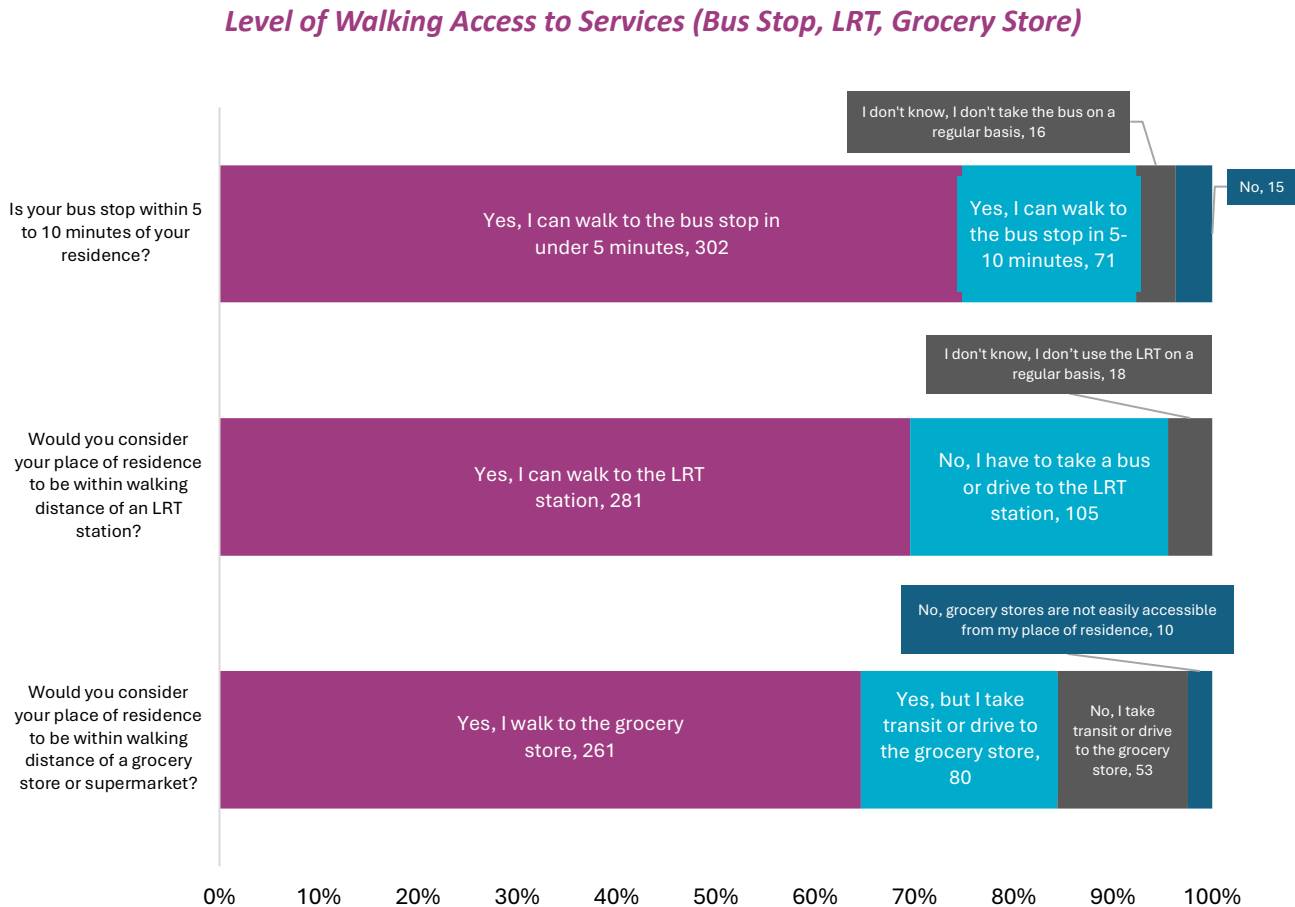 Level of Walking Access to Services (Bus Stop, LRT, Grocery Store)
I don't know, I don't take the bus on a
regular basis, 16
No, 15
Is your bus stop within 5
to 10 minutes of your
residence?
Yes, I can walk to the bus stop in
under 5 minutes, 302
Yes, I can walk to
the bus stop in 5-
10 minutes, 71
I don't know, I don’t use the LRT on a
regular basis, 18
Would you consider
your place of residence
to be within walking
distance of an LRT
station?
Yes, I can walk to the LRT
station, 281
No, I have to take a bus
or drive to the LRT
station, 105
No, grocery stores are not easily accessible
from my place of residence, 10
Would you consider
your place of residence
to be within walking
distance of a grocery
store or supermarket?
Yes, I walk to the grocery
store, 261
Yes, but I take
transit or drive to
the grocery store,
80
No, I take
transit or drive
to the grocery
store, 53
0% 10% 20% 30% 40% 50% 60% 70% 80% 90% 100%